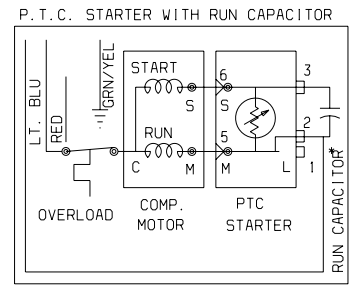 P.T.C. STARTER WITH RUN CAPACITOR
LT. BLU
RED
GRN/YEL
START
S
6
S
3
RUN
C
M
5
M
2
L
1
OVERLOAD
COMP.
MOTOR
PTC
STARTER
RUN CAPACITOR*